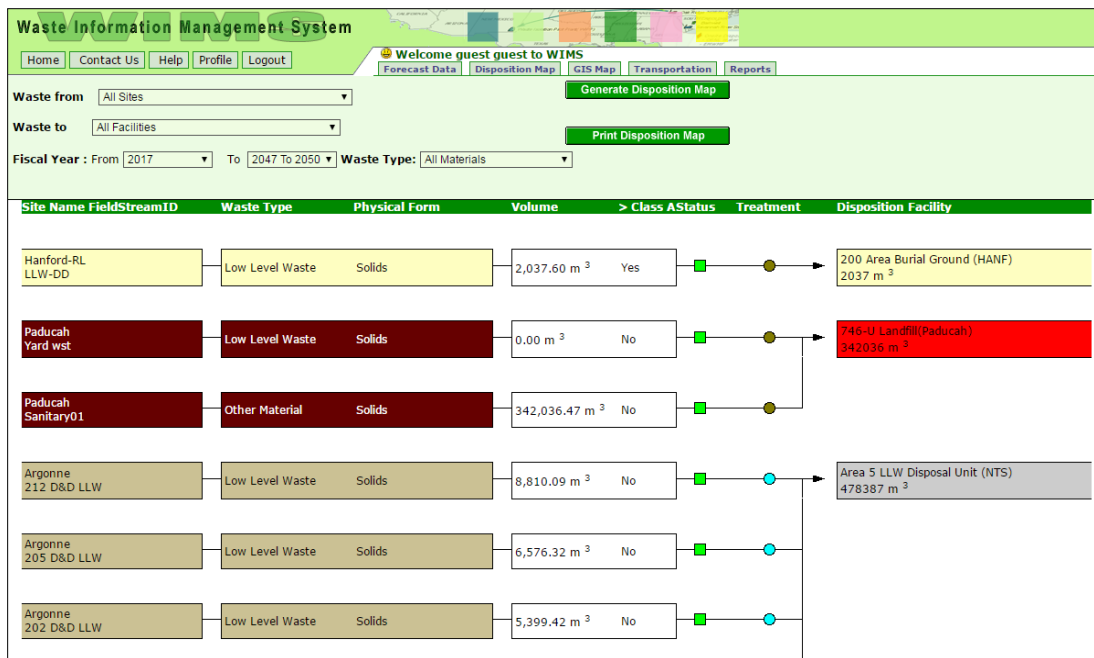 Waste Information Management System
Home Contact Us Help Profile Logout
Welcome guest guest to WIMS
Forecast Data Disposition Map GIS Map Transportation Reports
Waste from All Sites Generate Disposition Map
Waste to All Facilities Print Disposition Map
Fiscal Year : From 2017 To 2047 To 2050 Waste Type: All Materials
Site Name FieldStreamID Waste Type Physical Form Volume > Class AStatus Treatment Disposition Facility
Hanford-RL
LLW-DD
Low Level Waste Solids 2,037.60 m 3 Yes
200 Area Burial Ground (HANF)
2037 m 3
Paducah
Yard wst
Low Level Waste Solids 0.00 m 3 No
746-U Landfill(Paducah)
342036 m 3
Paducah
Sanitary01
Other Material Solids 342,036.47 m 3 No
Argonne
212 D&D LLW
Low Level Waste Solids 8,810.09 m 3 No
Area 5 LLW Disposal Unit (NTS)
478387 m 3
Argonne
205 D&D LLW
Low Level Waste Solids 6,576.32 m 3 No
Argonne
202 D&D LLW
Low Level Waste Solids 5,399.42 m 3 No